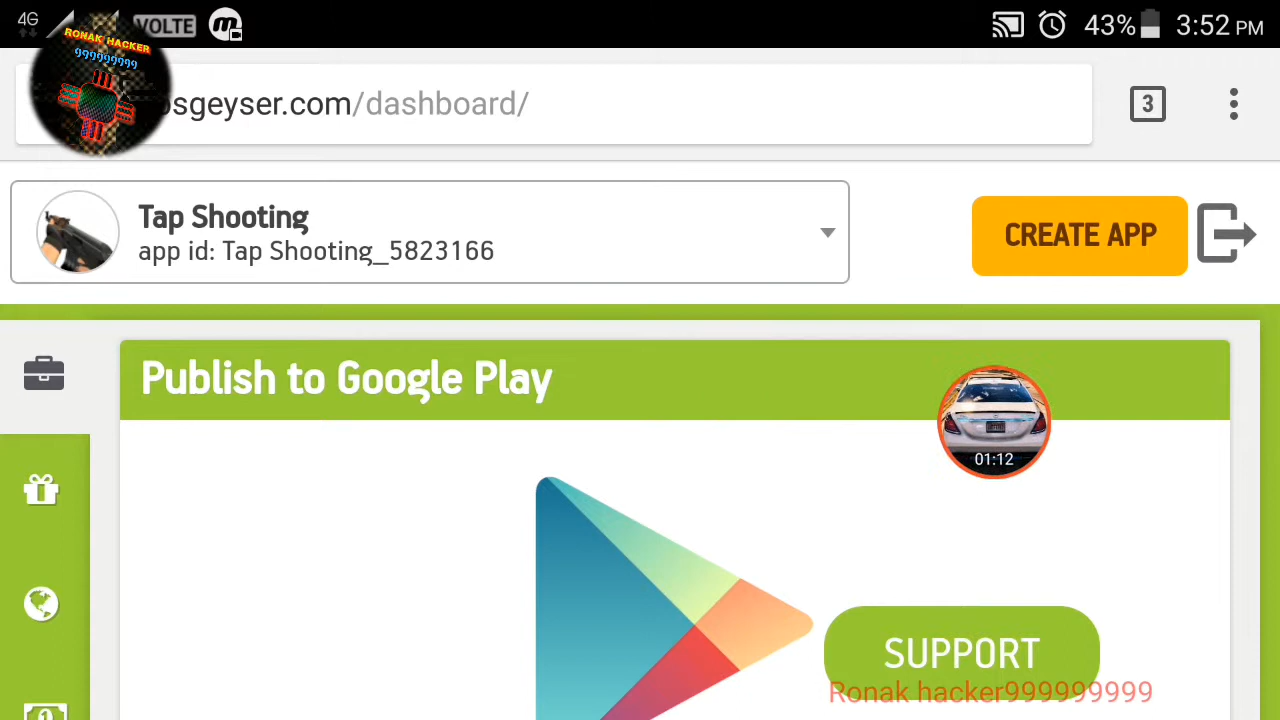 4G VOLTE m 43% 3:52 PM
RONAK HACKER
999999999
sgeyser.com/dashboard/
3
Tap Shooting
app id: Tap Shooting_5823166
CREATE APP
Publish to Google Play
01:12
SUPPORT
Ronak hacker999999999